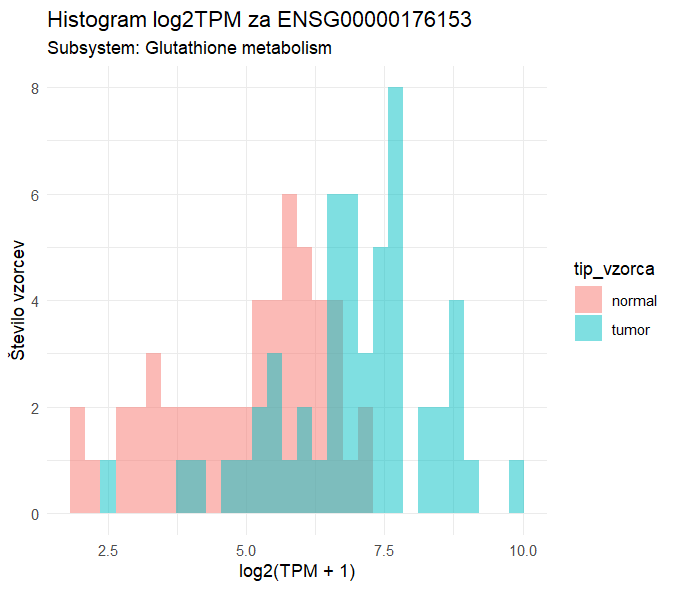 Histogram log2TPM za ENSG00000176153
Subsystem: Glutathione metabolism
8
6
4
2
0
Število vzorcev
2.5
5.0
7.5
10.0
log2(TPM + 1)
tip_vzorca
normal
tumor